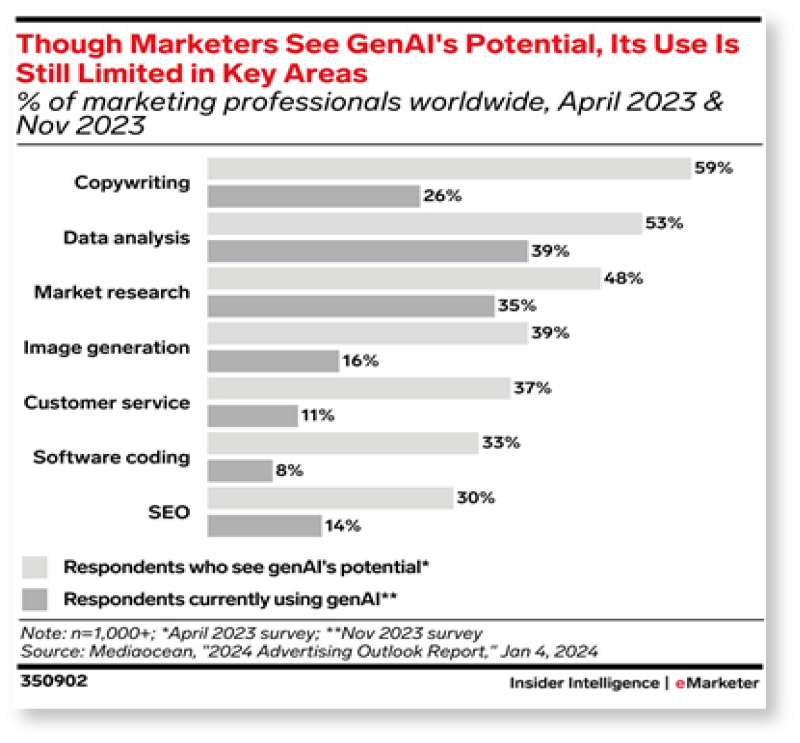 Though Marketers See GenAI's Potential, Its Use Is
Still Limited in Key Areas
% of marketing professionals worldwide, April 2023 &
Nov 2023
Copywriting
59%
26%
Data analysis
53%
39%
Market research
48%
35%
Image generation
39%
16%
Customer service
37%
11%
Software coding
33%
8%
SEO
30%
14%
Respondents who see genAI's potential*
Respondents currently using genAI**
Note: n=1,000+; *April 2023 survey; **Nov 2023 survey
Source: Mediaocean, "2024 Advertising Outlook Report," Jan 4, 2024
350902
Insider Intelligence | eMarketer